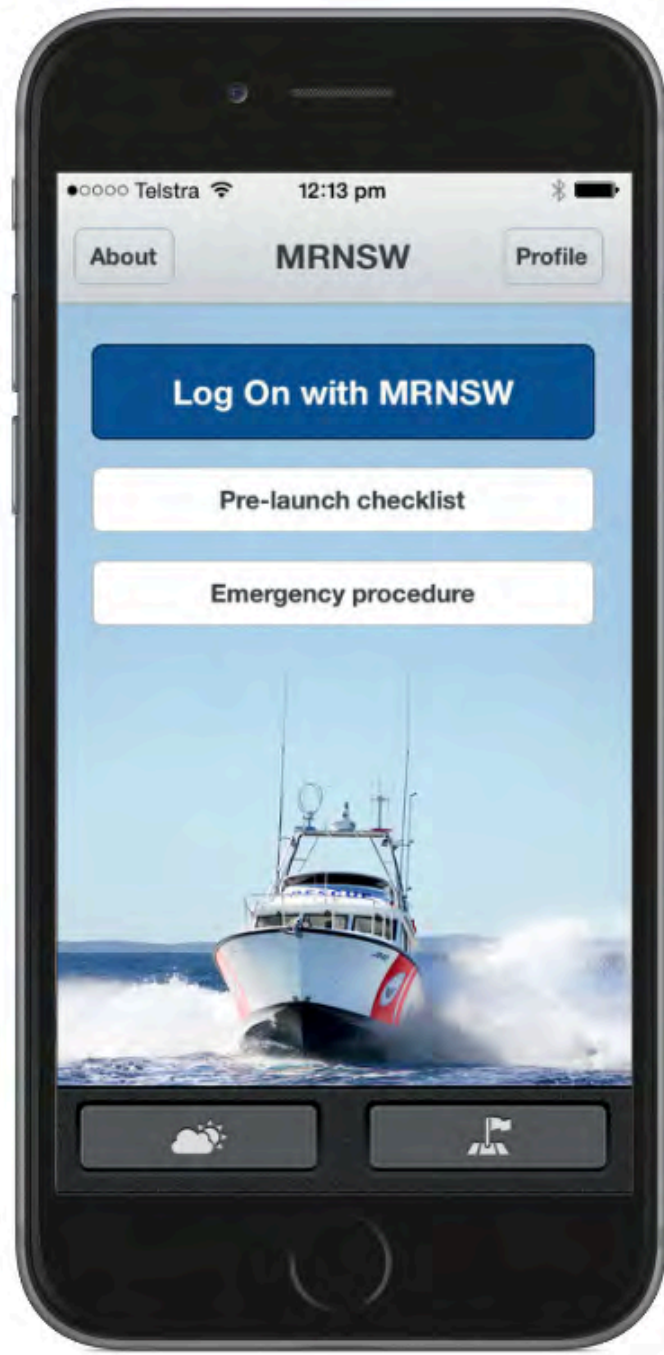 Telstra 12:13 pm
About MRNSW Profile
Log On with MRNSW
Pre-launch checklist
Emergency procedure